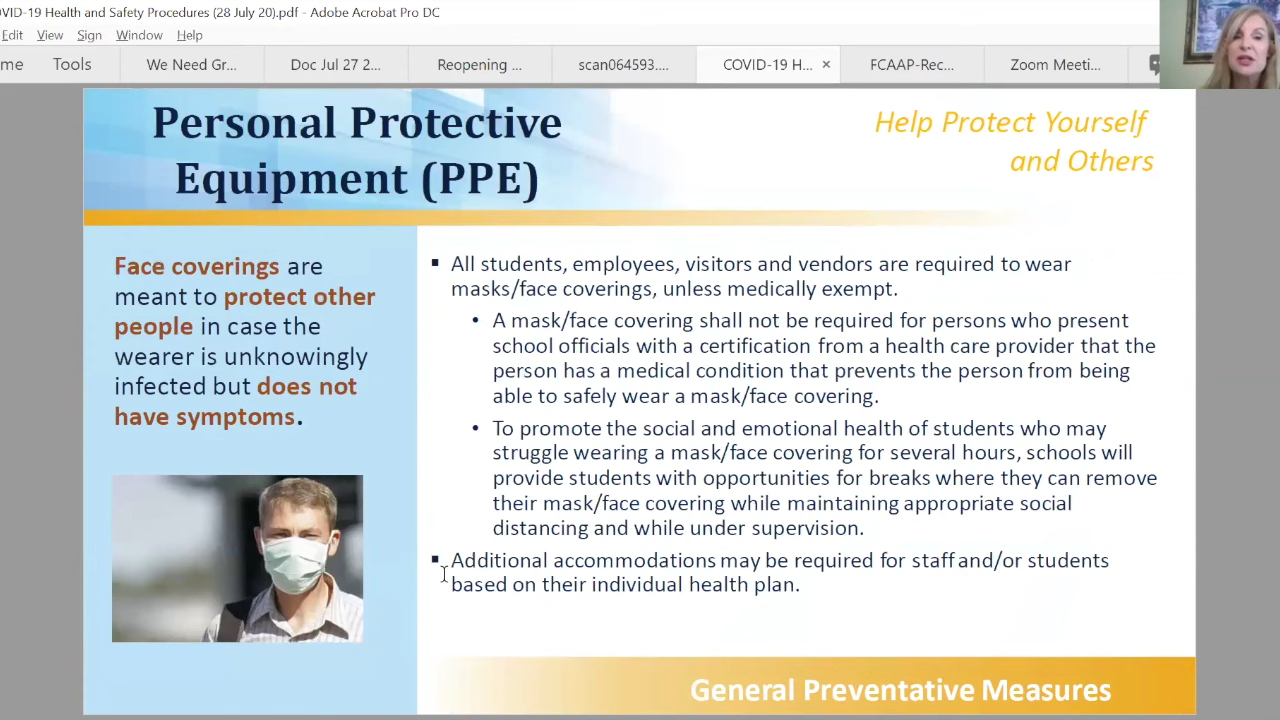 VID-19 Health and Safety Procedures (28 July 20).pdf - Adobe Acrobat Pro DC
Edit View Sign Window Help
me Tools We Need Gr... Doc Jul 27 2... Reopening ... scan064593.... COVID-19 H... × FCAAP-Rec... Zoom Meeti...
Personal Protective
Equipment (PPE)
Help Protect Yourself
and Others
Face coverings are
meant to protect other
people in case the
wearer is unknowingly
infected but does not
have symptoms.
▪ All students, employees, visitors and vendors are required to wear
masks/face coverings, unless medically exempt.
• A mask/face covering shall not be required for persons who present
school officials with a certification from a health care provider that the
person has a medical condition that prevents the person from being
able to safely wear a mask/face covering.
• To promote the social and emotional health of students who may
struggle wearing a mask/face covering for several hours, schools will
provide students with opportunities for breaks where they can remove
their mask/face covering while maintaining appropriate social
distancing and while under supervision.
▪ Additional accommodations may be required for staff and/or students
based on their individual health plan.
General Preventative Measures